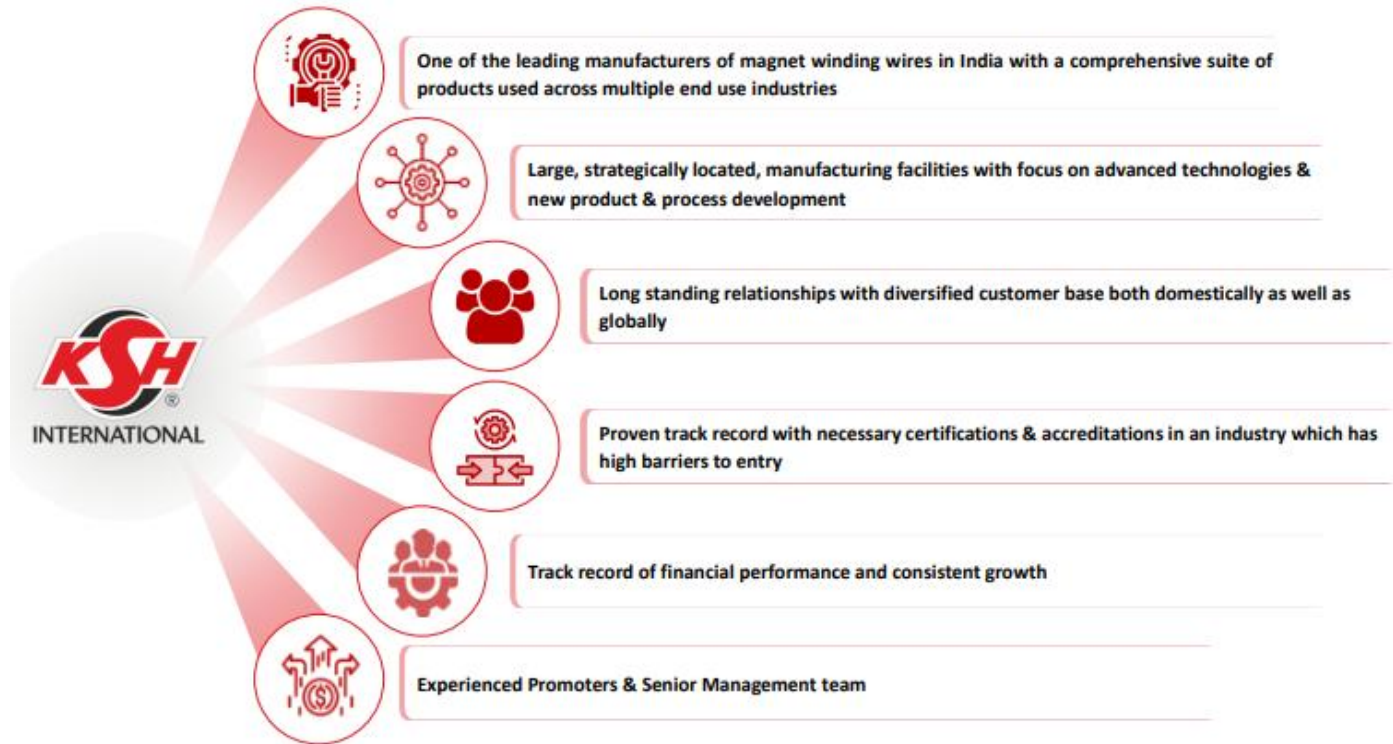 One of the leading manufacturers of magnet winding wires in India with a comprehensive suite of
products used across multiple end use industries
Large, strategically located, manufacturing facilities with focus on advanced technologies &
new product & process development
Long standing relationships with diversified customer base both domestically as well as
globally
KSH
®
INTERNATIONAL
Proven track record with necessary certifications & accreditations in an industry which has
high barriers to entry
Track record of financial performance and consistent growth
Experienced Promoters & Senior Management team